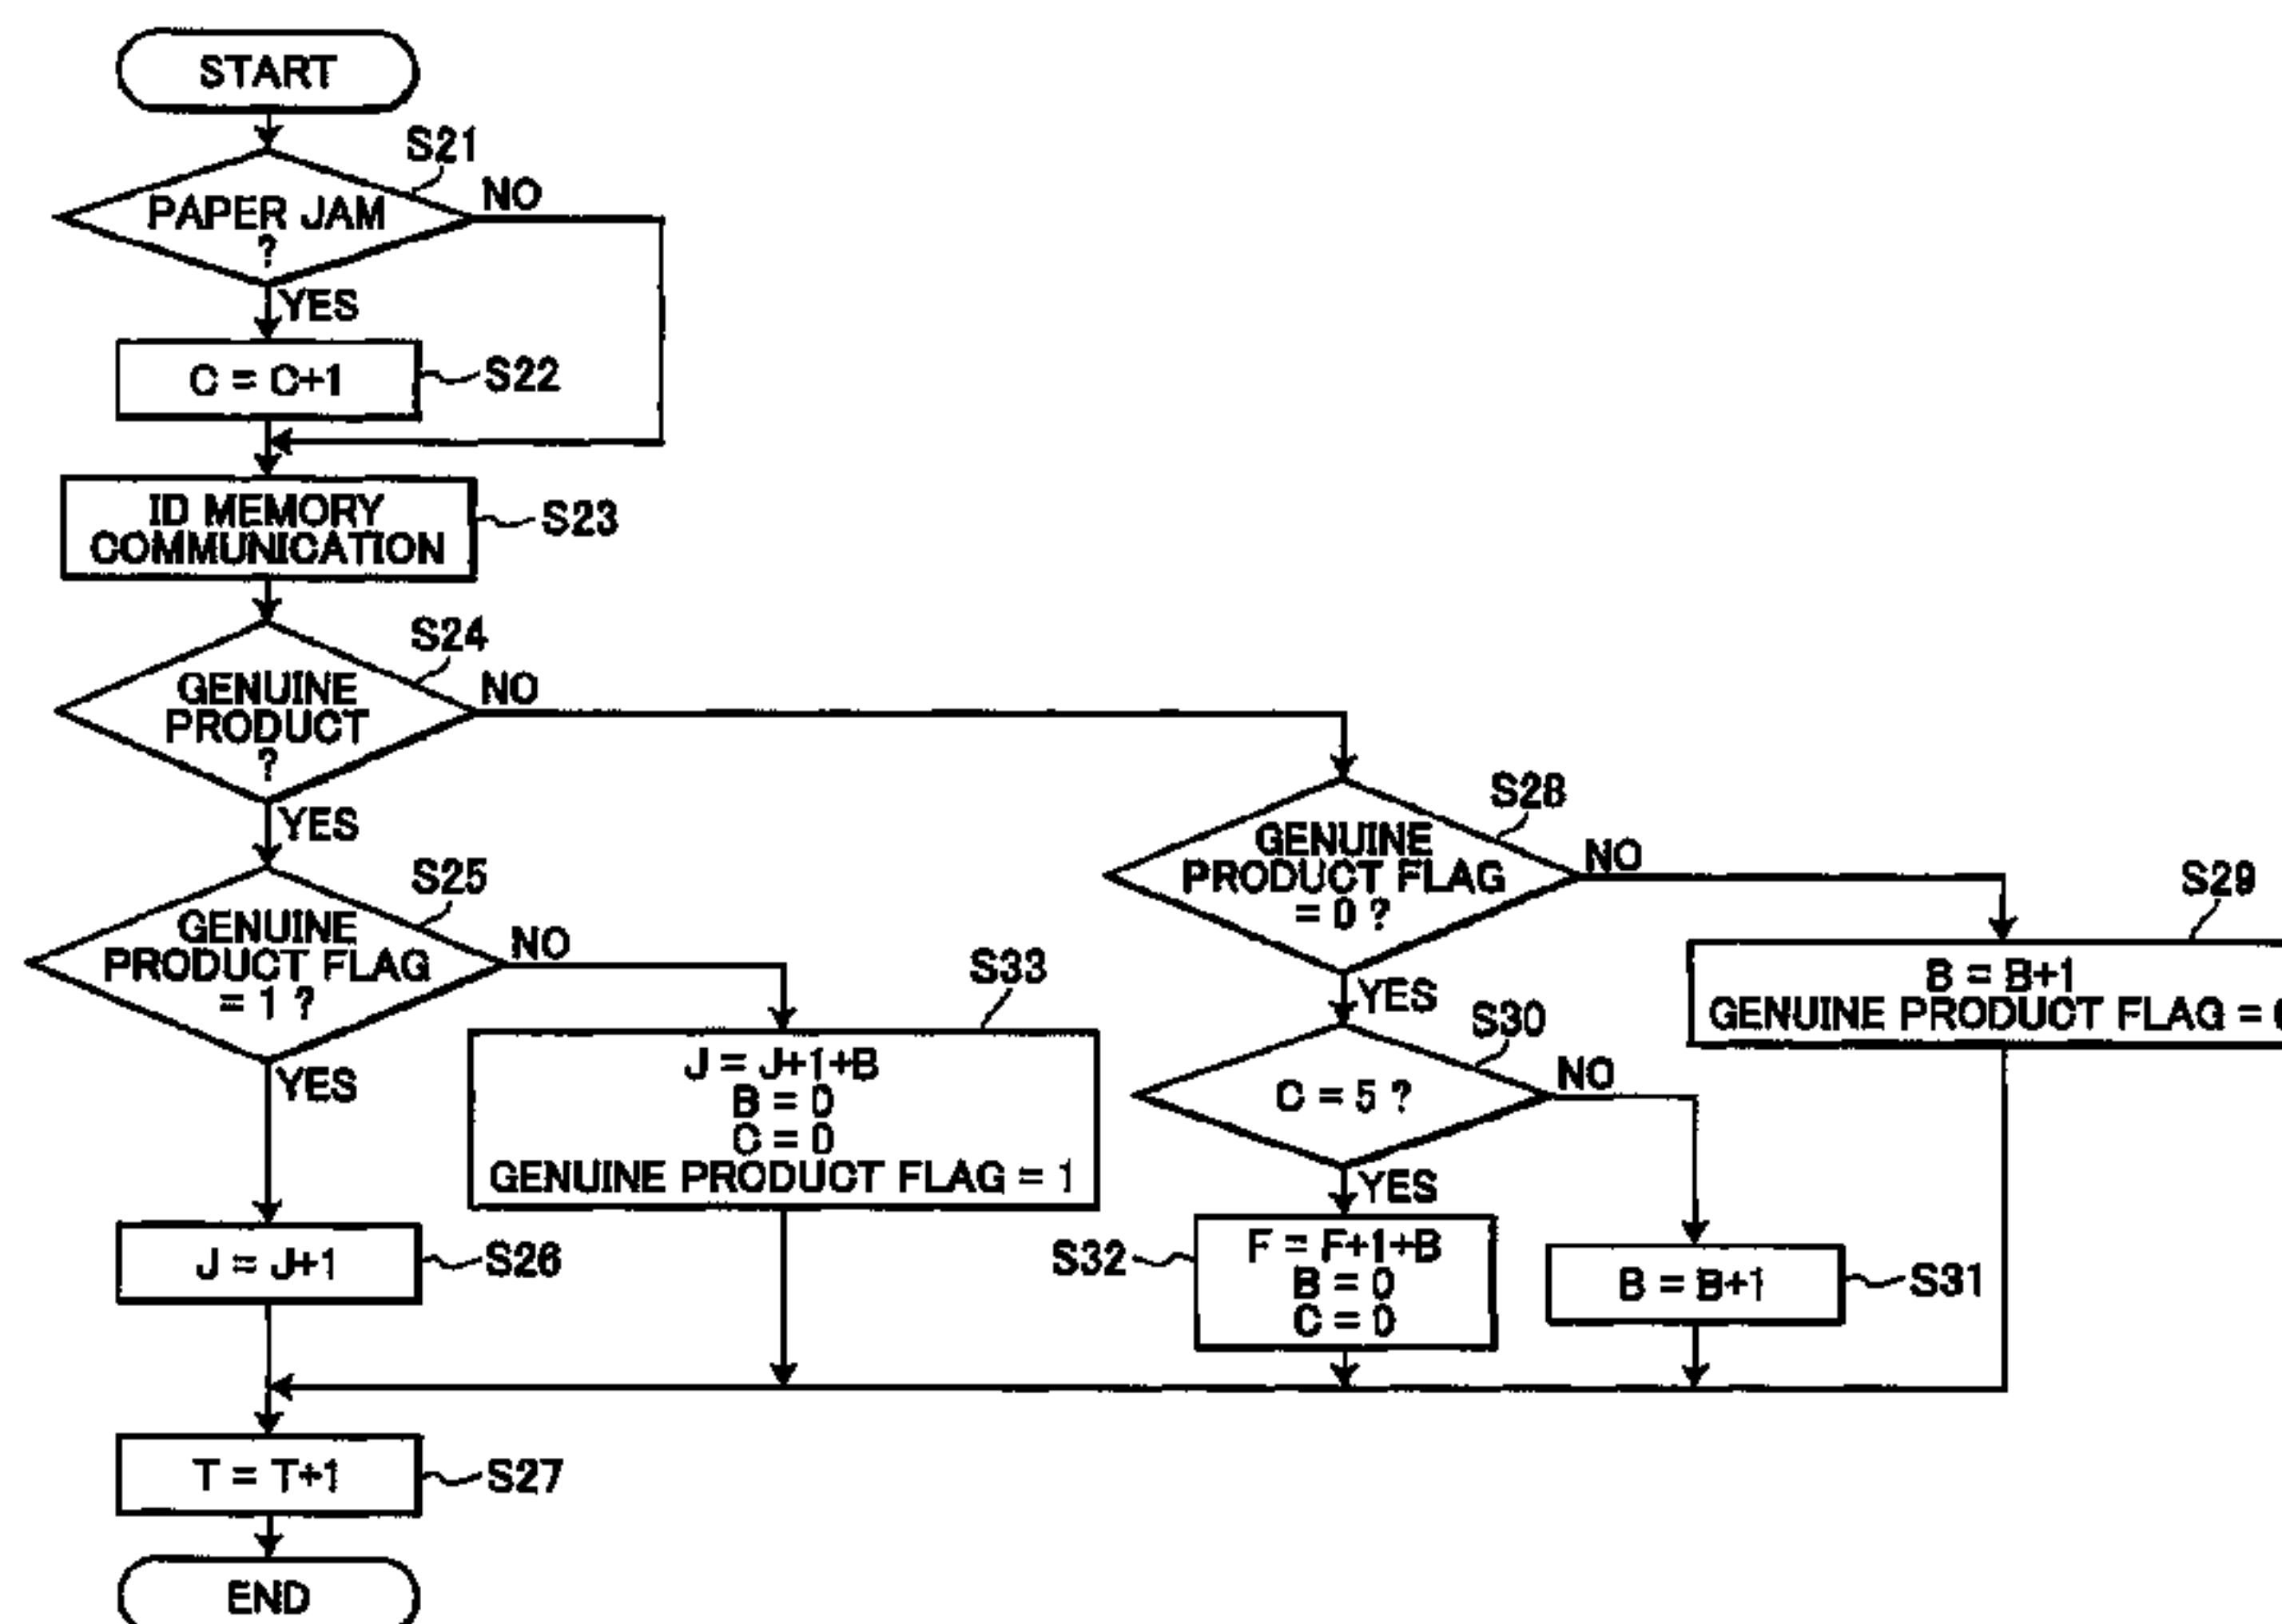 START
S21
PAPER JAM
?
NO
YES
C = C+1
S22
ID MEMORY
COMMUNICATION
S23
S24
GENUINE
PRODUCT
?
NO
YES
S25
GENUINE
PRODUCT FLAG
= 1 ?
NO
YES
S33
J = J+1+B
B = 0
C = 0
GENUINE PRODUCT FLAG = 1
S28
GENUINE
PRODUCT FLAG
= 0 ?
NO
YES
S29
B = B+1
GENUINE PRODUCT FLAG =
S30
C = 5 ?
NO
YES
J = J+1
S26
S32
F = F+1+B
B = 0
C = 0
B = B+1
S31
T = T+1
S27
END